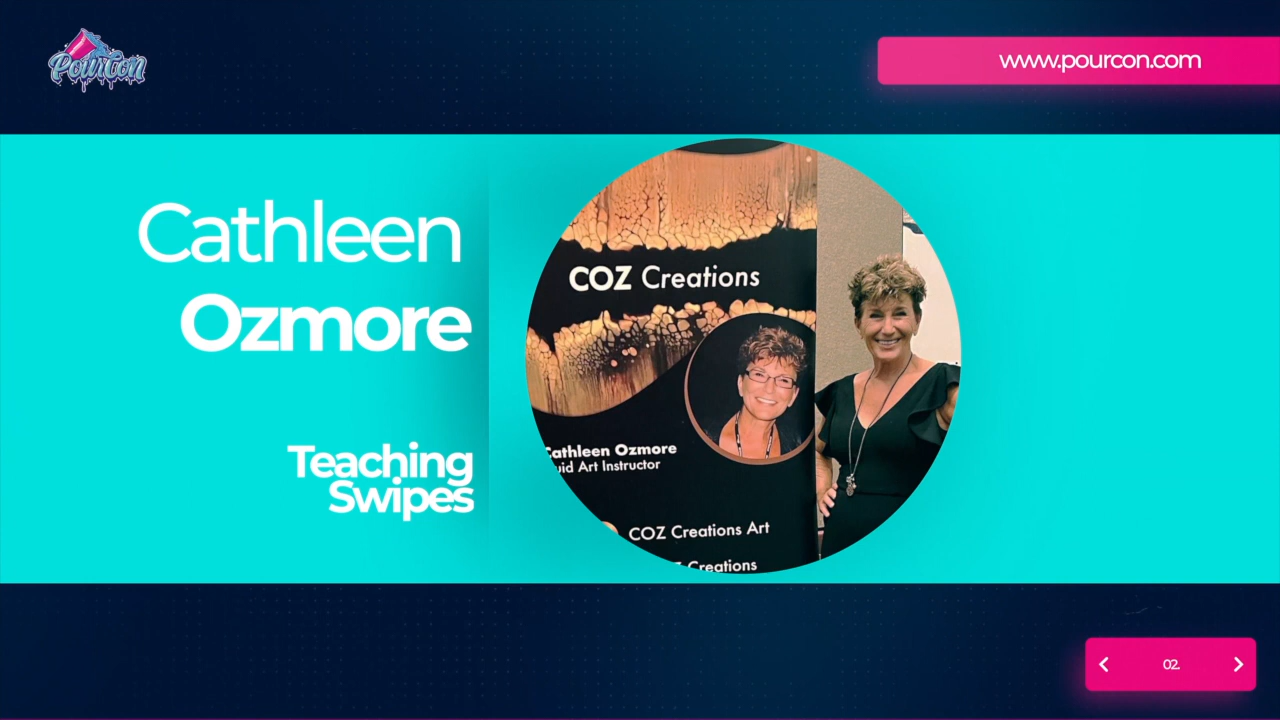 PourCon
www.pourcon.com
Cathleen
Ozmore
Teaching
Swipes
COZ Creations
Cathleen Ozmore
uid Art Instructor
COZ Creations Art
Creations
02.